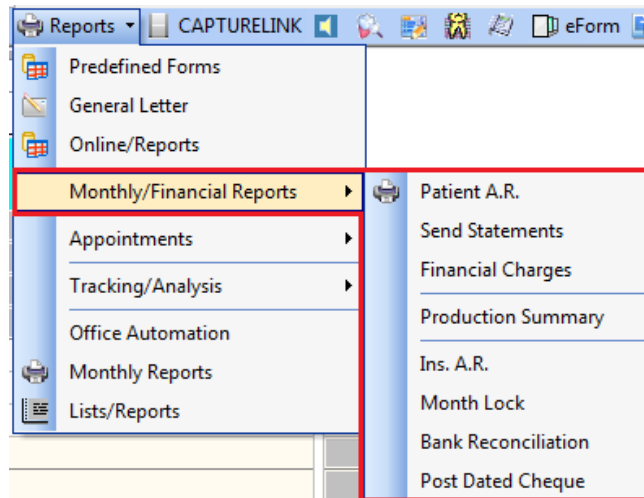 Reports CAPTURELINK eForm
Predefined Forms
General Letter
Online/Reports
Monthly/Financial Reports
Appointments
Tracking/Analysis
Office Automation
Monthly Reports
Lists/Reports
Patient A.R.
Send Statements
Financial Charges
Production Summary
Ins. A.R.
Month Lock
Bank Reconciliation
Post Dated Cheque